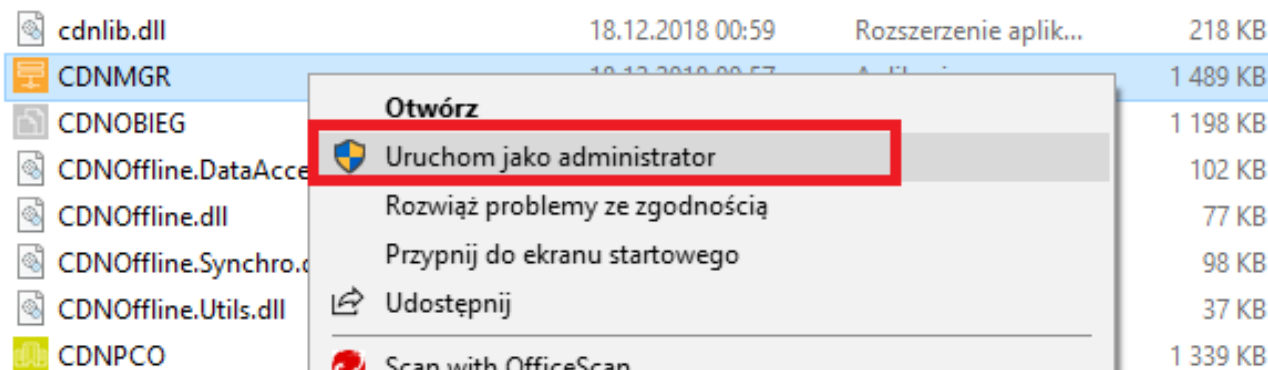 cdnlib.dll 18.12.2018 00:59 Rozszerzenie aplik... 218 KB
CDNMGR 1 489 KB
Otwórz
CDNOBIEG 1 198 KB
Uruchom jako administrator
CDNOffline.DataAcce 102 KB
Rozwiąż problemy ze zgodnością
CDNOffline.dll 77 KB
Przypnij do ekranu startowego
CDNOffline.Synchro. 98 KB
Udostępnij
CDNOffline.Utils.dll 37 KB
CDNPCO 1 339 KB
Scan with OfficeScan